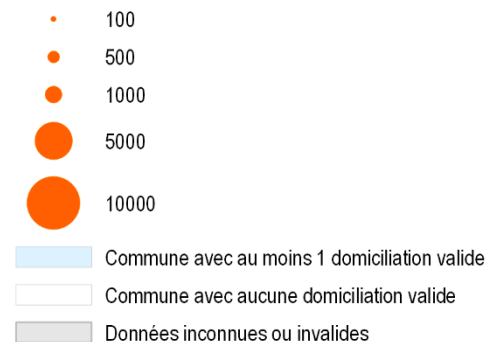 100
500
1000
5000
10000
Commune avec au moins 1 domiciliation valide
Commune avec aucune domiciliation valide
Données inconnues ou invalides